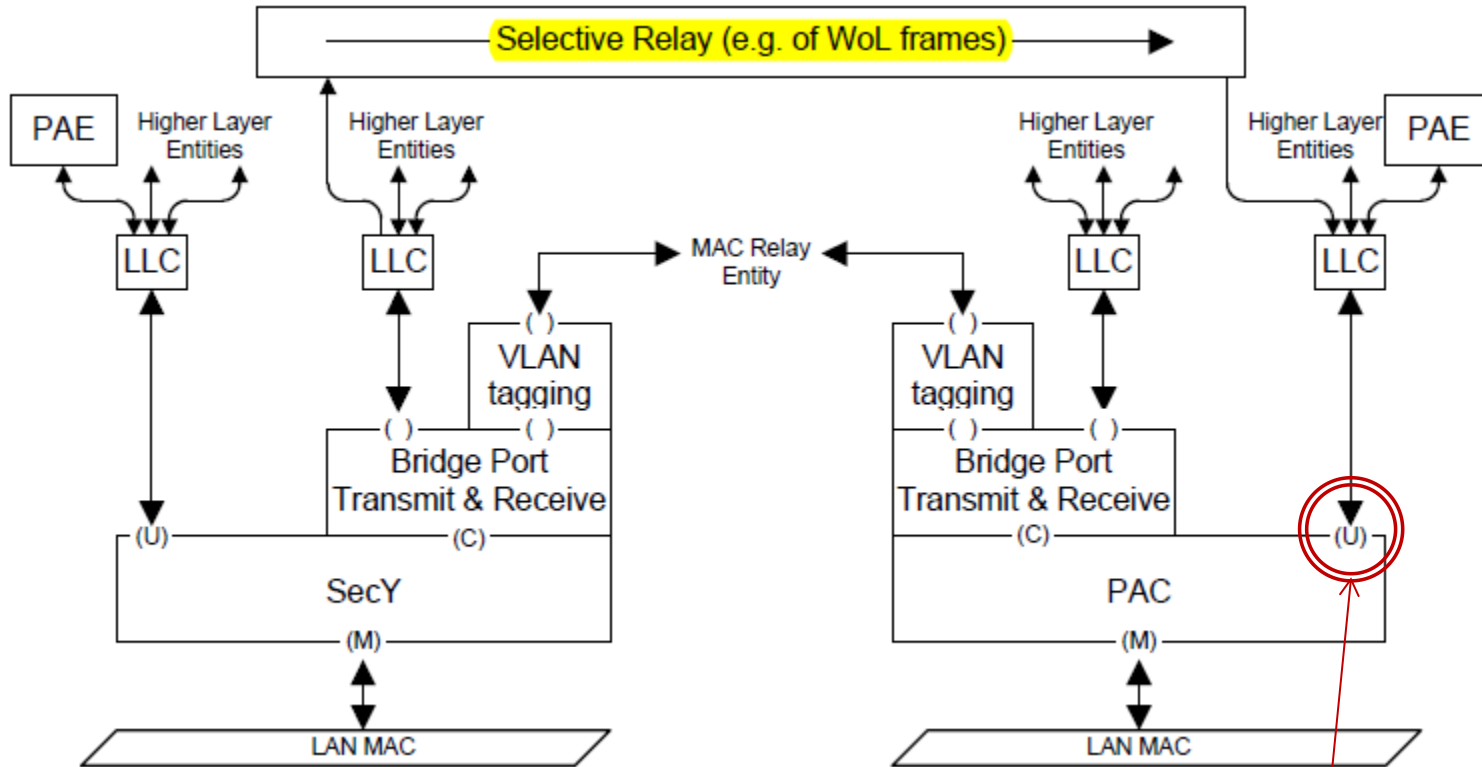 Selective Relay (e.g. of WoL frames)
PAE
Higher Layer
Entities
Higher Layer
Entities
Higher Layer
Entities
Higher Layer
Entities
PAE
LLC
LLC
MAC Relay
Entity
LLC
LLC
( )
VLAN
tagging
( )
VLAN
tagging
( )
( )
Bridge Port
Transmit & Receive
( )
( )
Bridge Port
Transmit & Receive
(U)
(C)
(C)
(U)
SecY
PAC
(M)
(M)
LAN MAC
LAN MAC